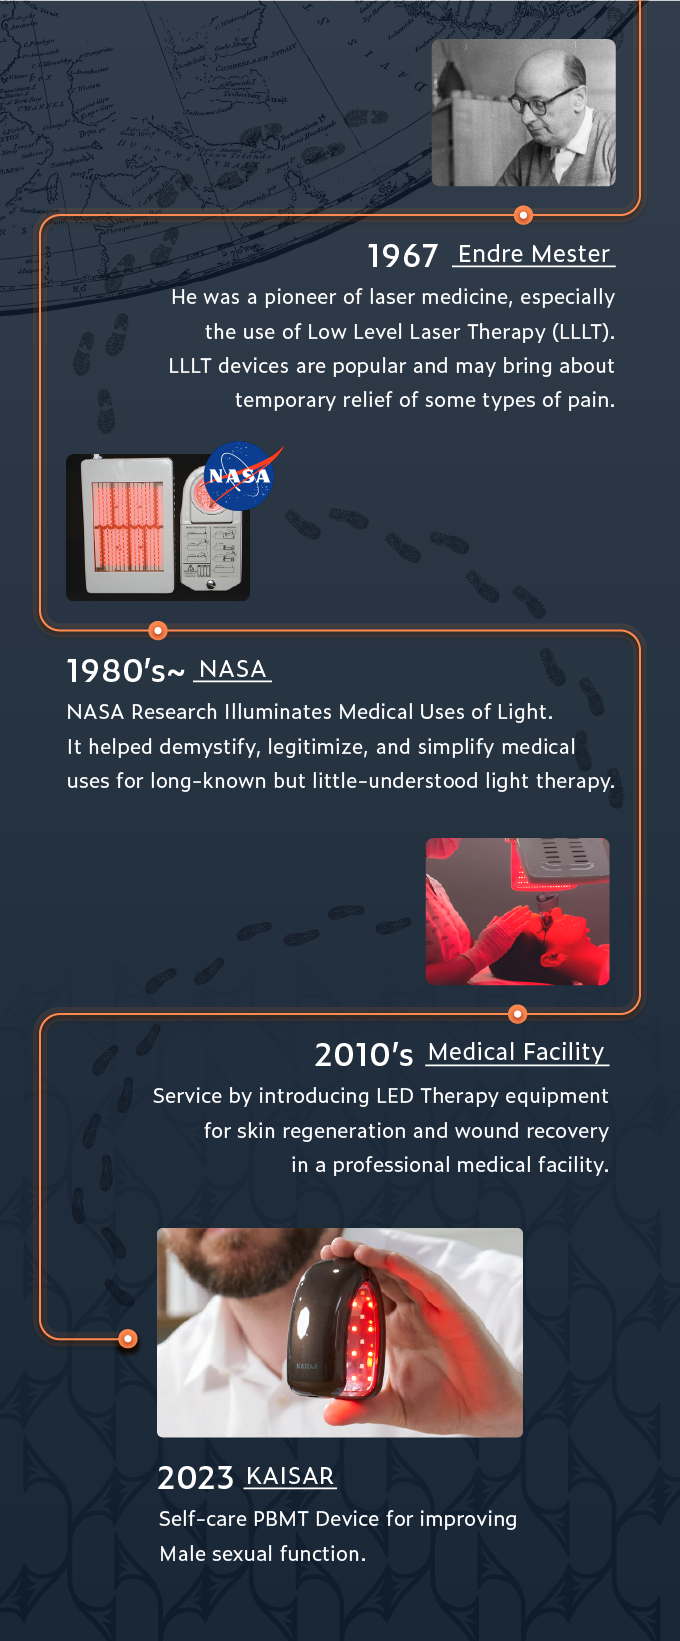 1967 Endre Mester
He was a pioneer of laser medicine, especially
the use of Low Level Laser Therapy (LLLT).
LLLT devices are popular and may bring about
temporary relief of some types of pain.
NASA
1980's~ NASA
NASA Research Illuminates Medical Uses of Light.
It helped demystify, legitimize, and simplify medical
uses for long-known but little-understood light therapy.
2010's Medical Facility
Service by introducing LED Therapy equipment
for skin regeneration and wound recovery
in a professional medical facility.
KAISAR
2023 KAISAR
Self-care PBMT Device for improving
Male sexual function.